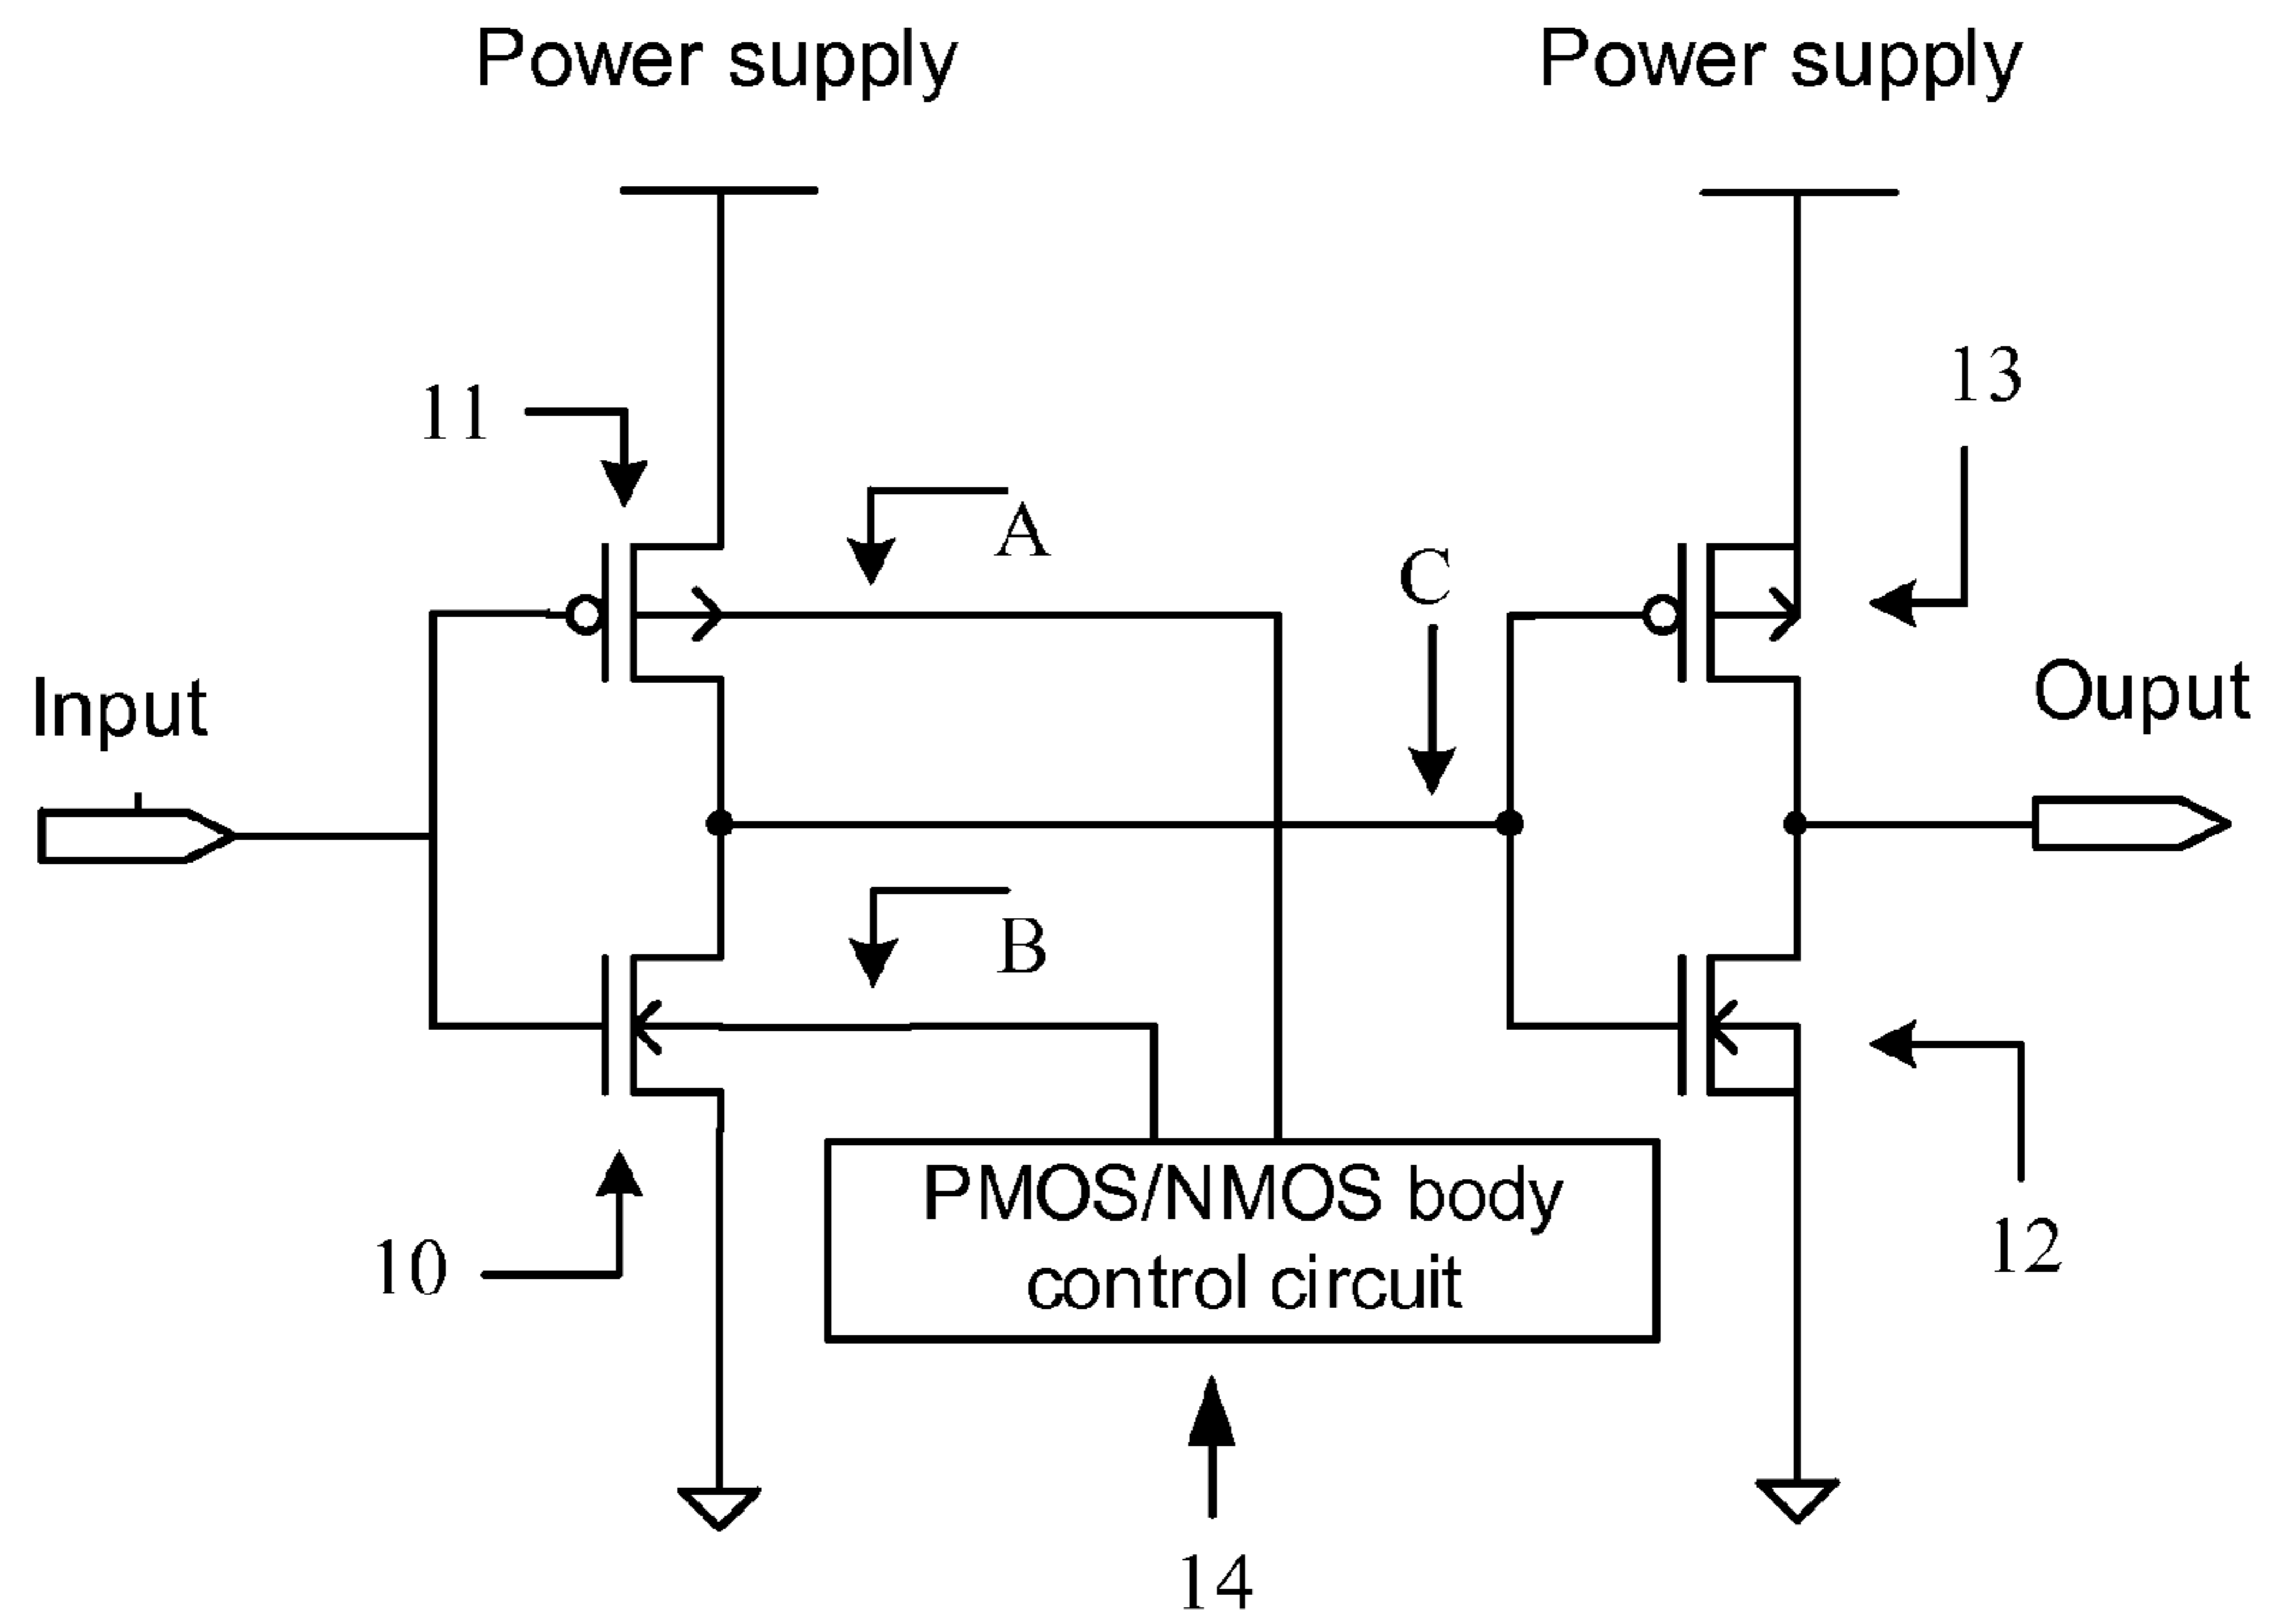 Power supply
Power supply
13
11
A
C
Input
Ouput
B
PMOS/NMOS body
control circuit
10
12
14